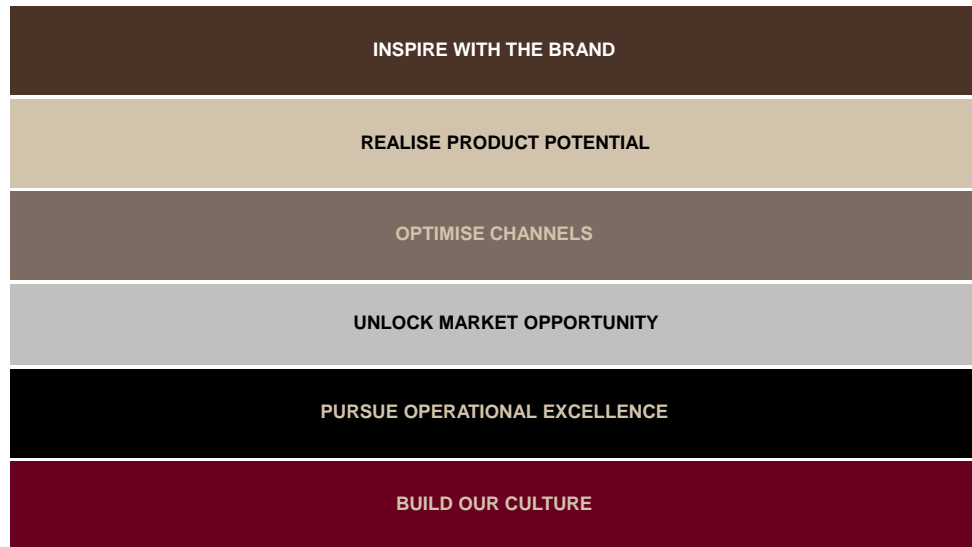 INSPIRE WITH THE BRAND
REALISE PRODUCT POTENTIAL
OPTIMISE CHANNELS
UNLOCK MARKET OPPORTUNITY
PURSUE OPERATIONAL EXCELLENCE
BUILD OUR CULTURE